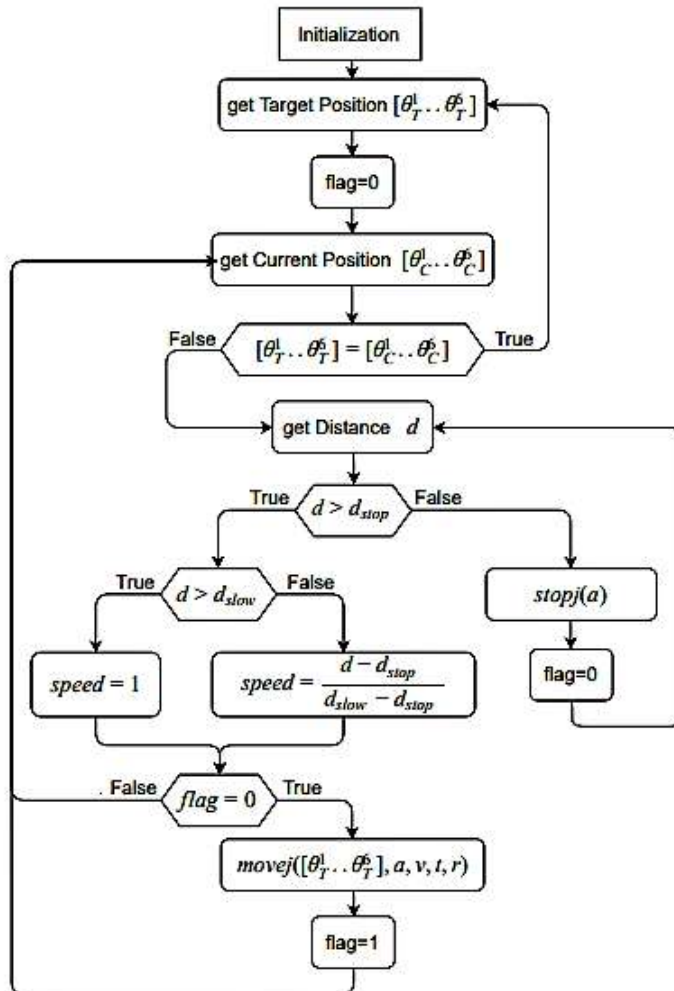 Initialization
get Target Position [θ_T^1 . . θ_T^6]
flag=0
get Current Position [θ_C^1 . . θ_C^6]
False
[θ_T^1 . . θ_T^6] = [θ_C^1 . . θ_C^6]
True
get Distance d
True
d > d_stop
False
True
d > d_slow
False
stopj(a)
speed = 1
speed = (d − d_stop) / (d_slow − d_stop)
flag=0
False
flag = 0
True
movej([θ_T^1 . . θ_T^6], a, v, t, r)
flag=1